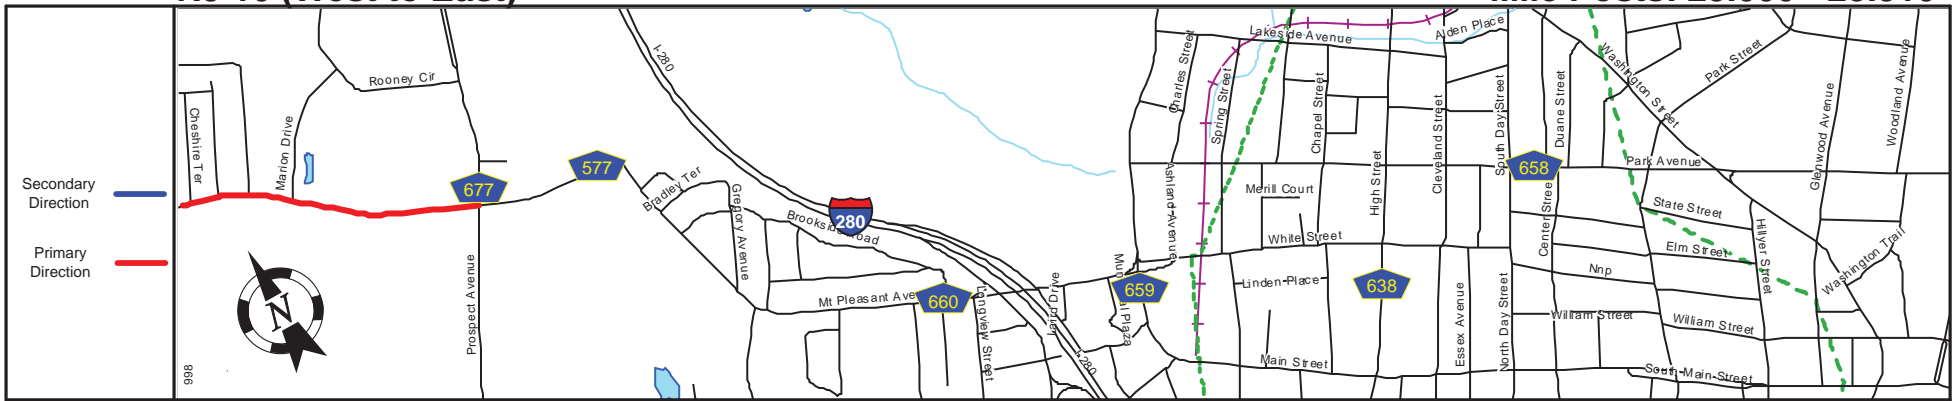 Secondary
Direction
Primary
Direction
998
N
Cheshire Ter
Marion Drive
Rooney Cir
677
Prospect Avenue
577
I-280
Bradley Ter
Gregory Avenue
Brookside Road
280
Mt Pleasant Ave
660
Longview Street
Laird Drive
I-280
659
Charles Street
Spring Street
Lakeside Avenue
Alden Place
Chapel Street
Ashland Avenue
Merill Court
White Street
Linden Place
Main Street
High Street
638
Cleveland Street
Essex Avenue
South Day Street
North Day Street
658
Duane Street
Center Street
Washington Street
Park Street
Park Avenue
State Street
Elm Street
Nnp
William Street
William Street
South Main Street
Hillyer Street
Glenwood Avenue
Woodland Avenue
Washington Trail